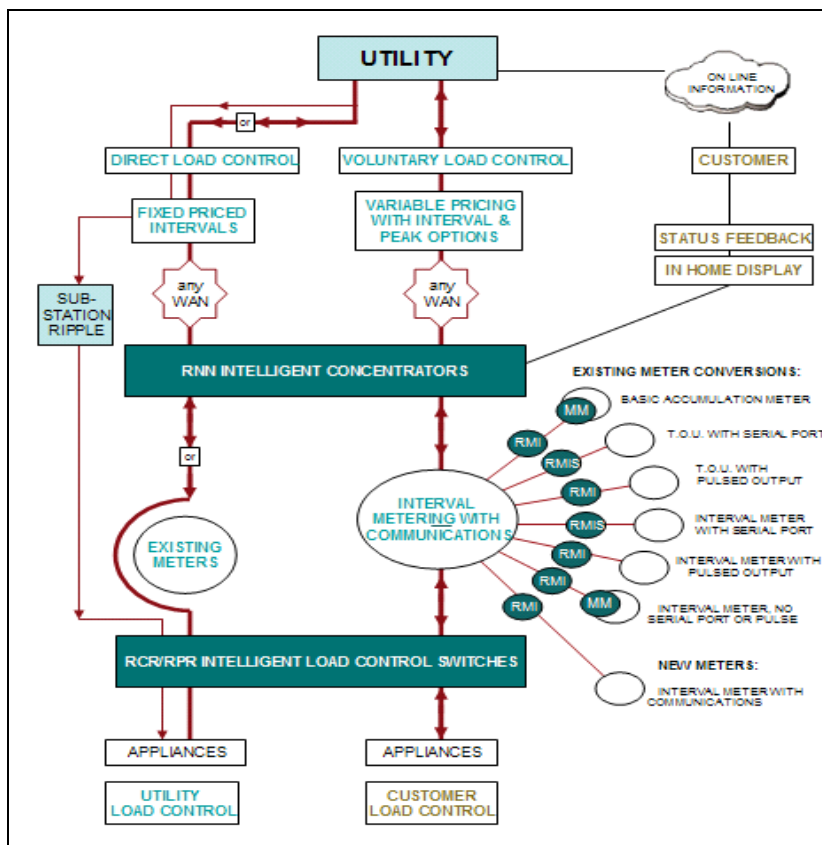 UTILITY
ON LINE
INFORMATION
or
DIRECT LOAD CONTROL
VOLUNTARY LOAD CONTROL
CUSTOMER
FIXED PRICED
INTERVALS
VARIABLE PRICING
WITH INTERVAL &
PEAK OPTIONS
STATUS FEEDBACK
IN HOME DISPLAY
SUB-
STATION
RIPPLE
any
WAN
any
WAN
RNN INTELLIGENT CONCENTRATORS
EXISTING METER CONVERSIONS:
MM
BASIC ACCUMULATION METER
RMI
T.O.U. WITH SERIAL PORT
RMIS
T.O.U. WITH
PULSED OUTPUT
RMI
or
INTERVAL
METERING WITH
COMMUNICATIONS
RMIS
INTERVAL METER
WITH SERIAL PORT
EXISTING
METERS
RMI
INTERVAL METER WITH
PULSED OUTPUT
RMI
MM
INTERVAL METER, NO
SERIAL PORT OR PULSE
RMI
RCR/RPR INTELLIGENT LOAD CONTROL SWITCHES
NEW METERS:
INTERVAL METER WITH
COMMUNICATIONS
APPLIANCES
APPLIANCES
UTILITY
LOAD CONTROL
CUSTOMER
LOAD CONTROL